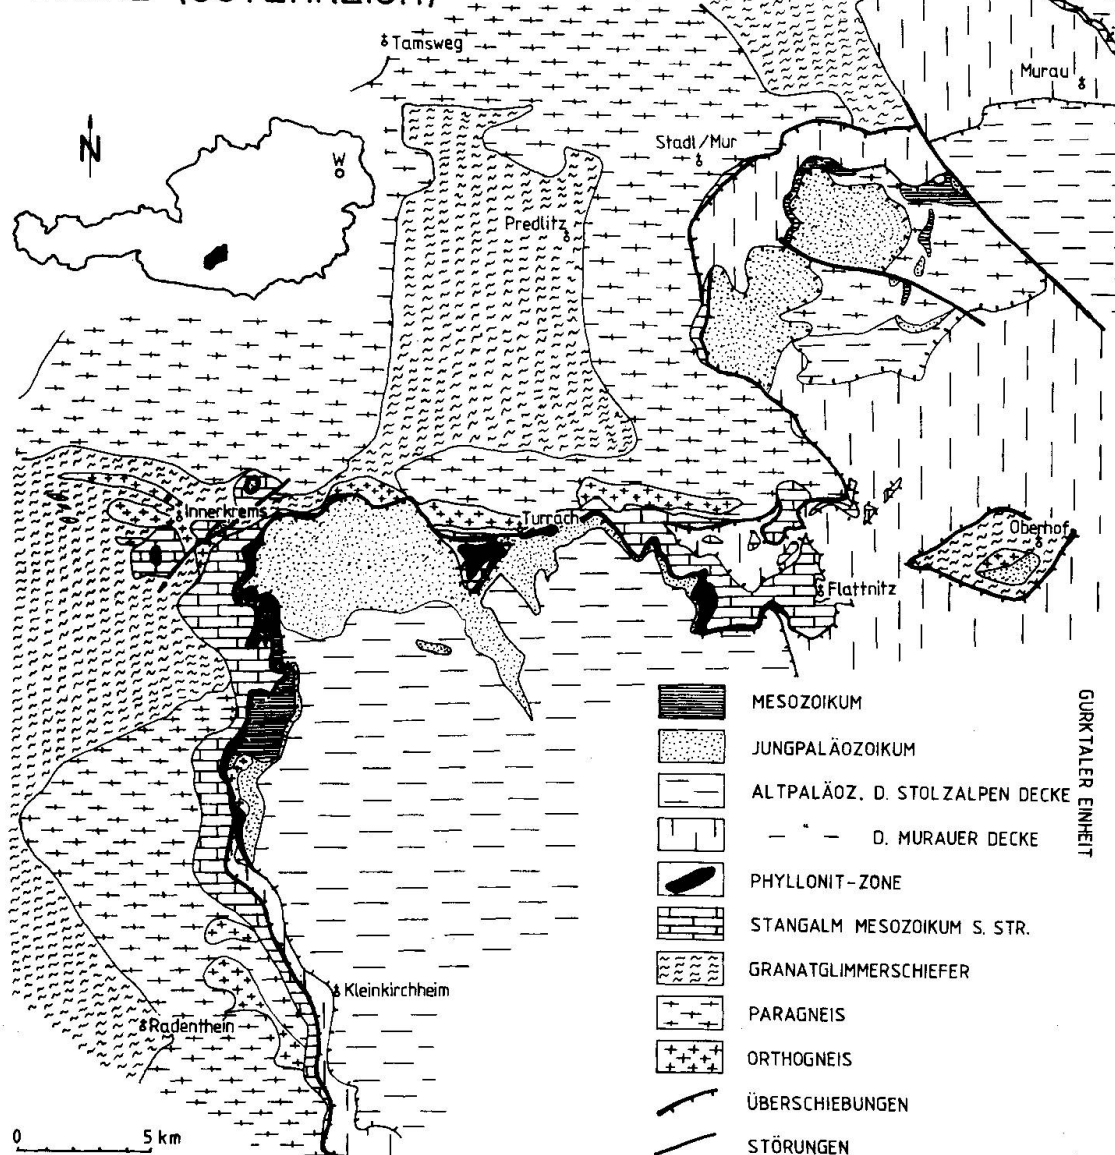 (ÖSTERREICH)
Tamsweg
Murau
N
W
Stadl/Mur
Predlitz
Innerkrems
Turrach
Oberhof
Flattnitz
MESOZOIKUM
JUNGPALÄOZOIKUM
ALTPALÄOZ. D. STOLZALPEN DECKE
— " — D. MURAUER DECKE
GURKTALER EINHEIT
PHYLLONIT-ZONE
STANGALM MESOZOIKUM S. STR.
GRANATGLIMMERSCHIEFER
Kleinkirchheim
PARAGNEIS
Radenthein
ORTHOGNEIS
ÜBERSCHIEBUNGEN
0 5 km
STÖRUNGEN